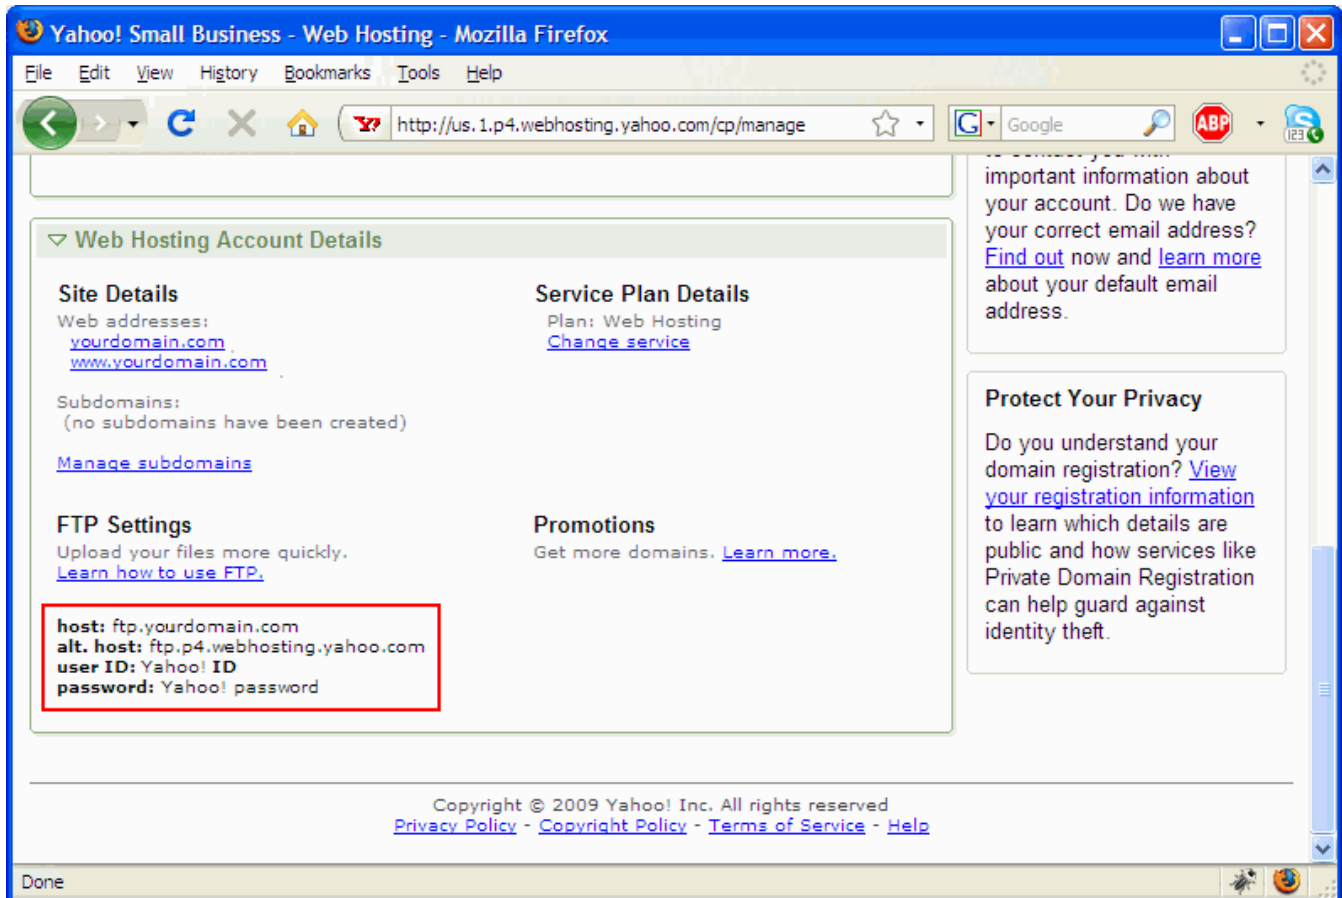 Yahoo! Small Business - Web Hosting - Mozilla Firefox
File Edit View History Bookmarks Tools Help
http://us.1.p4.webhosting.yahoo.com/cp/manage
G Google
ABP
123
important information about
your account. Do we have
your correct email address?
Find out now and learn more
about your default email
address.
Web Hosting Account Details
Site Details
Web addresses:
yourdomain.com
www.yourdomain.com
Subdomains:
(no subdomains have been created)
Manage subdomains
Service Plan Details
Plan: Web Hosting
Change service
FTP Settings
Upload your files more quickly.
Learn how to use FTP.
host: ftp.yourdomain.com
alt. host: ftp.p4.webhosting.yahoo.com
user ID: Yahoo! ID
password: Yahoo! password
Promotions
Get more domains. Learn more.
Protect Your Privacy
Do you understand your
domain registration? View
your registration information
to learn which details are
public and how services like
Private Domain Registration
can help guard against
identity theft.
Copyright © 2009 Yahoo! Inc. All rights reserved
Privacy Policy - Copyright Policy - Terms of Service - Help
Done